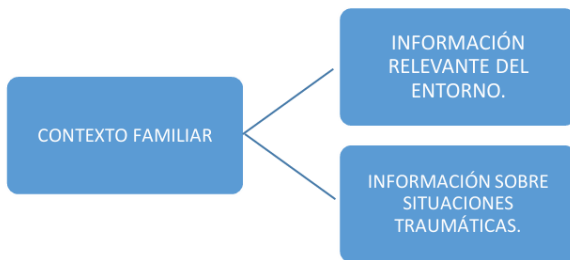 CONTEXTO FAMILIAR
INFORMACIÓN
RELEVANTE DEL
ENTORNO.
INFORMACIÓN SOBRE
SITUACIONES
TRAUMÁTICAS.